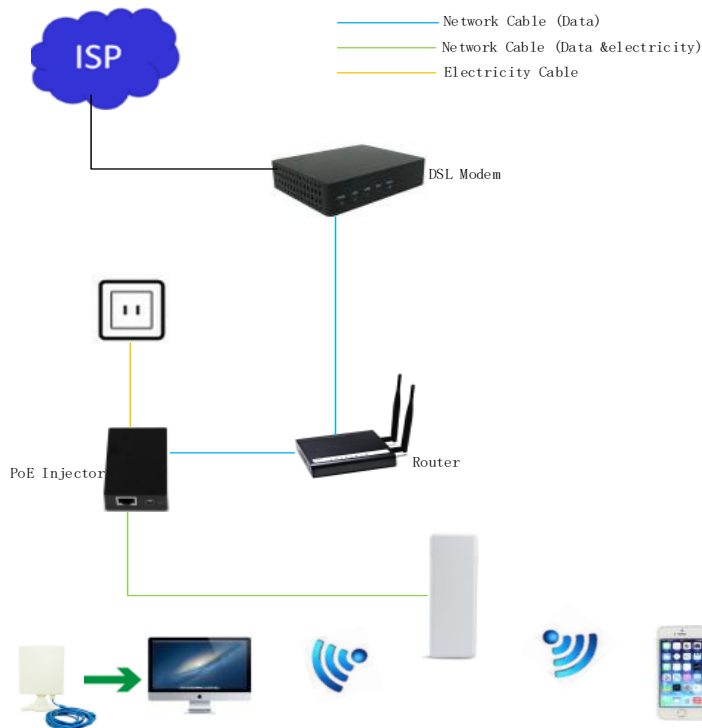 ISP
Network Cable (Data)
Network Cable (Data &electricity)
Electricity Cable
DSL Modem
PoE Injector
Router